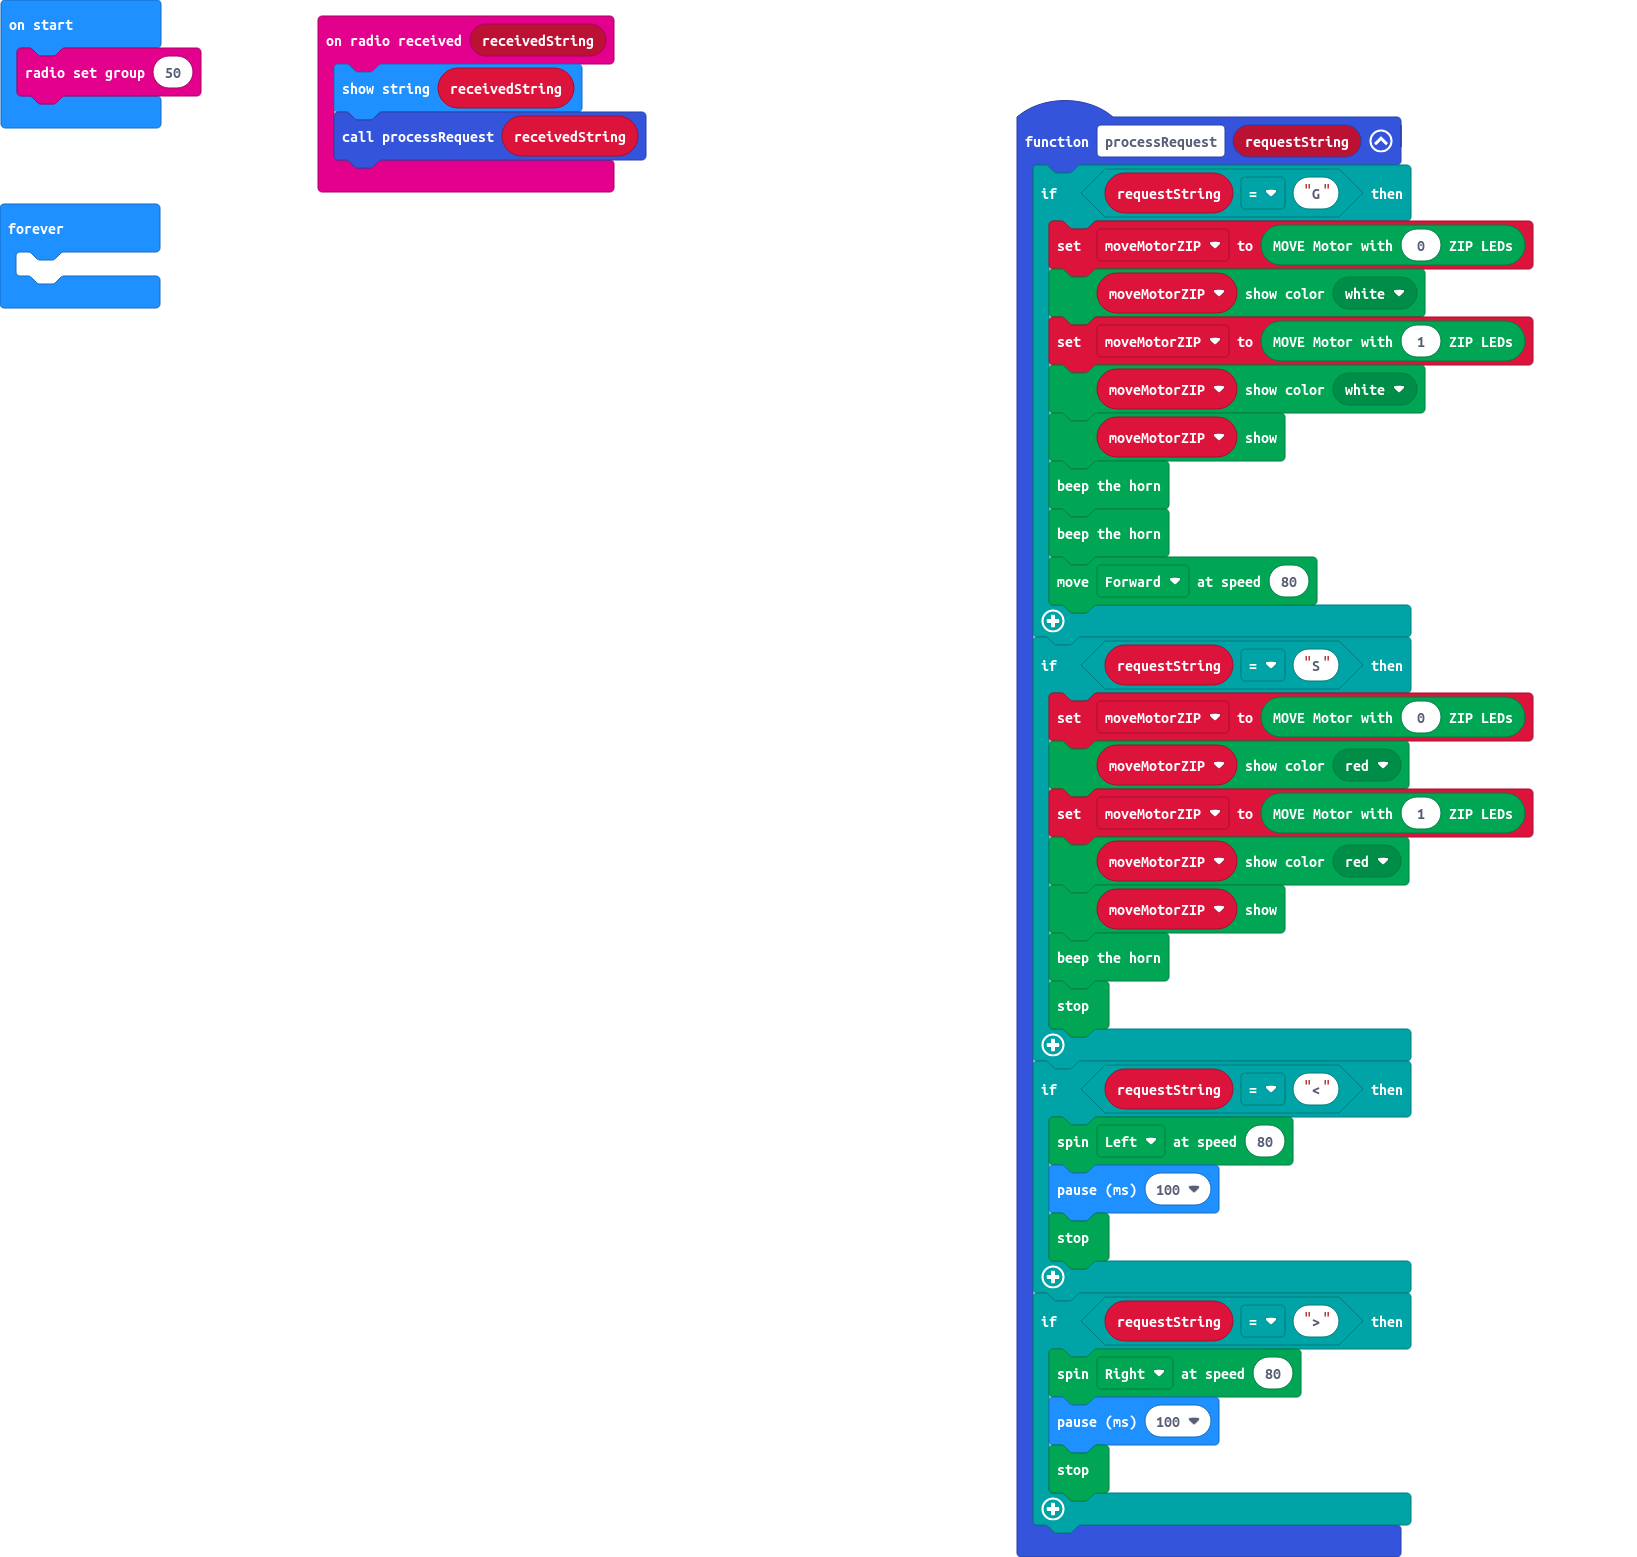 on start
radio set group 50
forever
on radio received receivedString
show string receivedString
call processRequest receivedString
function processRequest requestString
if requestString = "G" then
set moveMotorZIP to MOVE Motor with 0 ZIP LEDs
moveMotorZIP show color white
set moveMotorZIP to MOVE Motor with 1 ZIP LEDs
moveMotorZIP show color white
moveMotorZIP show
beep the horn
beep the horn
move Forward at speed 80
if requestString = "S" then
set moveMotorZIP to MOVE Motor with 0 ZIP LEDs
moveMotorZIP show color red
set moveMotorZIP to MOVE Motor with 1 ZIP LEDs
moveMotorZIP show color red
moveMotorZIP show
beep the horn
stop
if requestString = "<" then
spin Left at speed 80
pause (ms) 100
stop
if requestString = ">" then
spin Right at speed 80
pause (ms) 100
stop